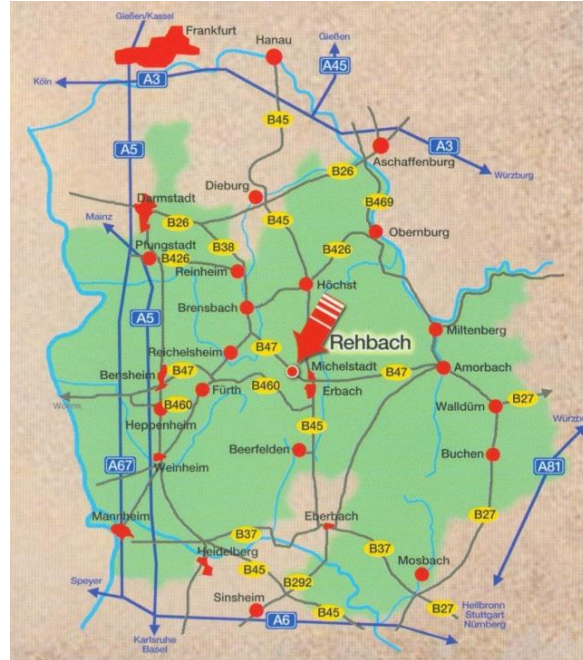 Gießen/Kassel
Frankfurt
Hanau
Gießen
A45
Köln
A3
B45
A3
Würzburg
A5
Aschaffenburg
B26
Dieburg
B469
Darmstadt
Mainz
B26
B45
B38
B426
Obernburg
Pfungstadt
B426
Reinheim
Höchst
Brensbach
A5
Rehbach
Miltenberg
Reichelsheim
B47
Michelstadt
Bensheim
B47
B47
Amorbach
Worms
Fürth
B460
Erbach
B27
B460
Walldürn
Heppenheim
B45
Würzburg
Beerfelden
Buchen
A67
Weinheim
A81
B27
Mannheim
Eberbach
B37
B37
Heidelberg
Mosbach
B45
B292
Speyer
Sinsheim
B45
B27
Heilbronn
Stuttgart
Nürnberg
A6
Karlsruhe
Basel